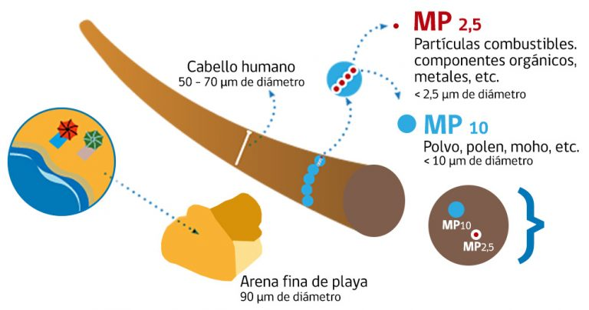 MP 2,5
Partículas combustibles.
componentes orgánicos,
metales, etc.
< 2,5 µm de diámetro
Cabello humano
50 - 70 µm de diámetro
MP 10
Polvo, polen, moho, etc.
< 10 µm de diámetro
MP10
MP2,5
Arena fina de playa
90 µm de diámetro